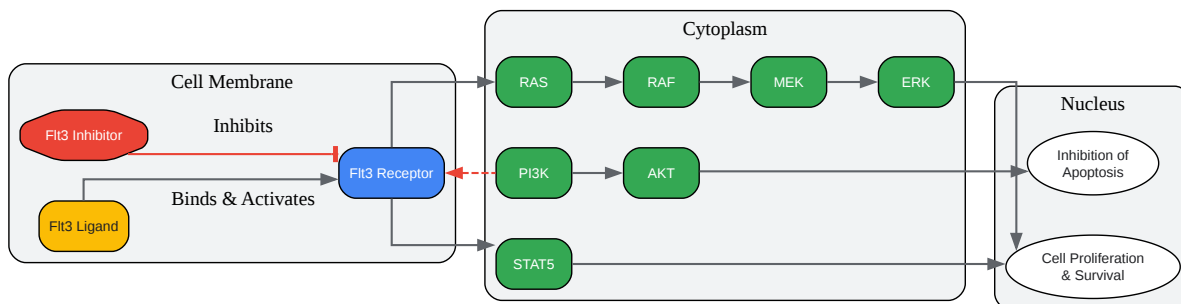 Cytoplasm
Cell Membrane
RAS
RAF
MEK
ERK
Nucleus
Flt3 Inhibitor
Inhibits
Inhibition of
Apoptosis
Flt3 Receptor
PI3K
AKT
Binds & Activates
Flt3 Ligand
STAT5
Cell Proliferation
& Survival